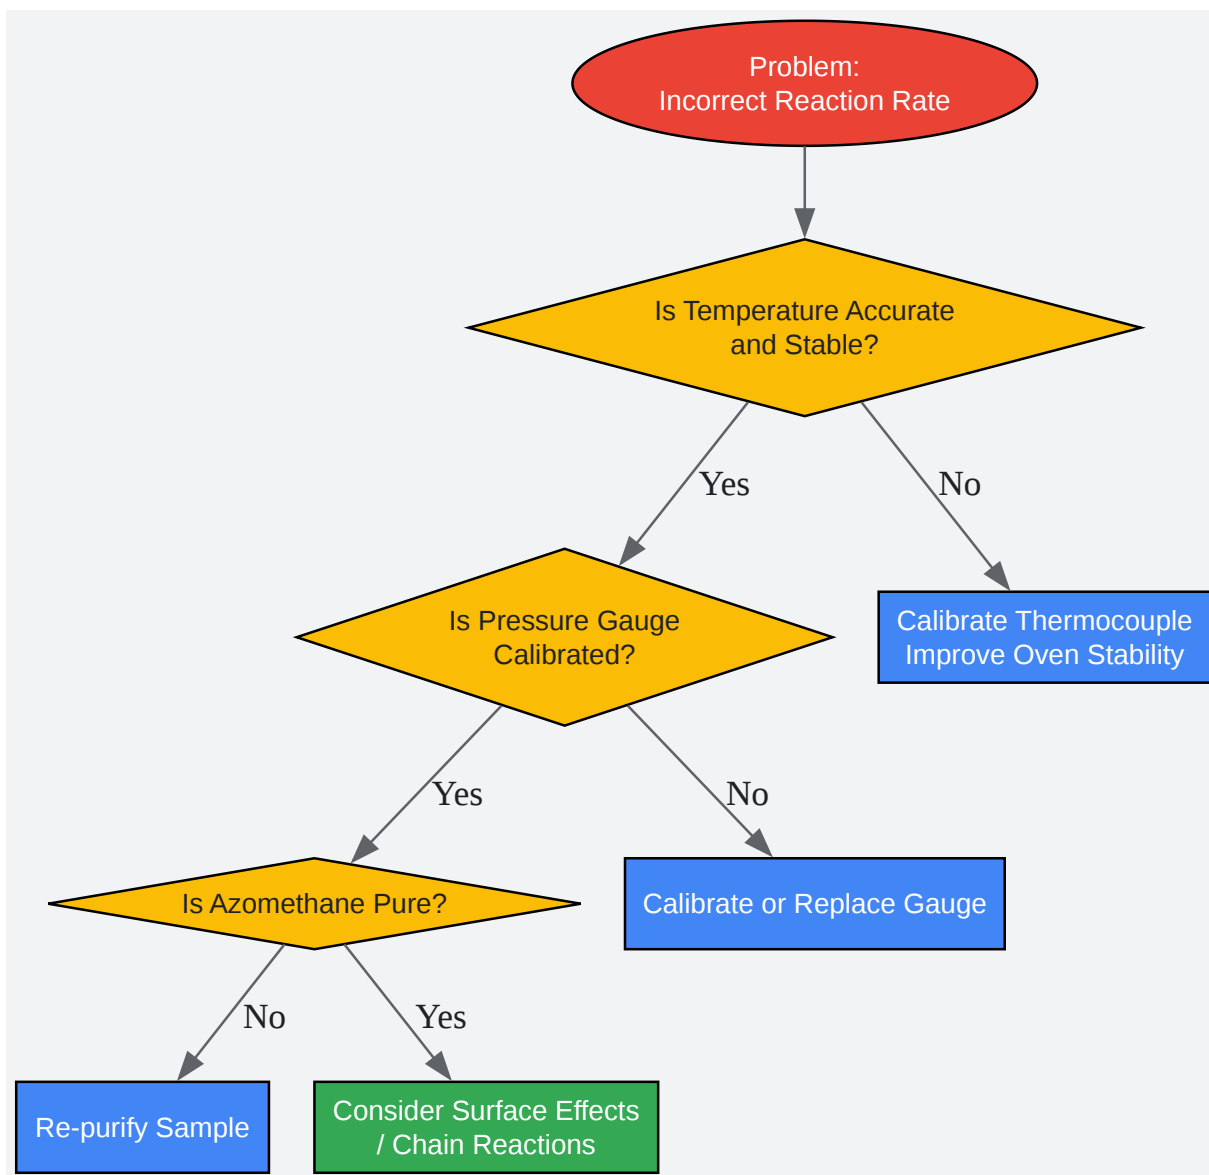 Problem:
Incorrect Reaction Rate
Is Temperature Accurate
and Stable?
Yes
No
Is Pressure Gauge
Calibrated?
Calibrate Thermocouple
Improve Oven Stability
Yes
No
Is Azomethane Pure?
Calibrate or Replace Gauge
No
Yes
Re-purify Sample
Consider Surface Effects
/ Chain Reactions